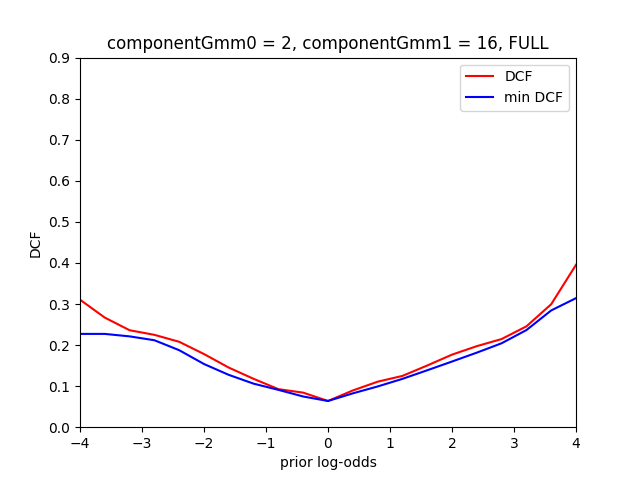 componentGmm0 = 2, componentGmm1 = 16, FULL
DCF
min DCF
DCF
0.9
0.8
0.7
0.6
0.5
0.4
0.3
0.2
0.1
0.0
−4 −3 −2 −1 0 1 2 3 4
prior log-odds